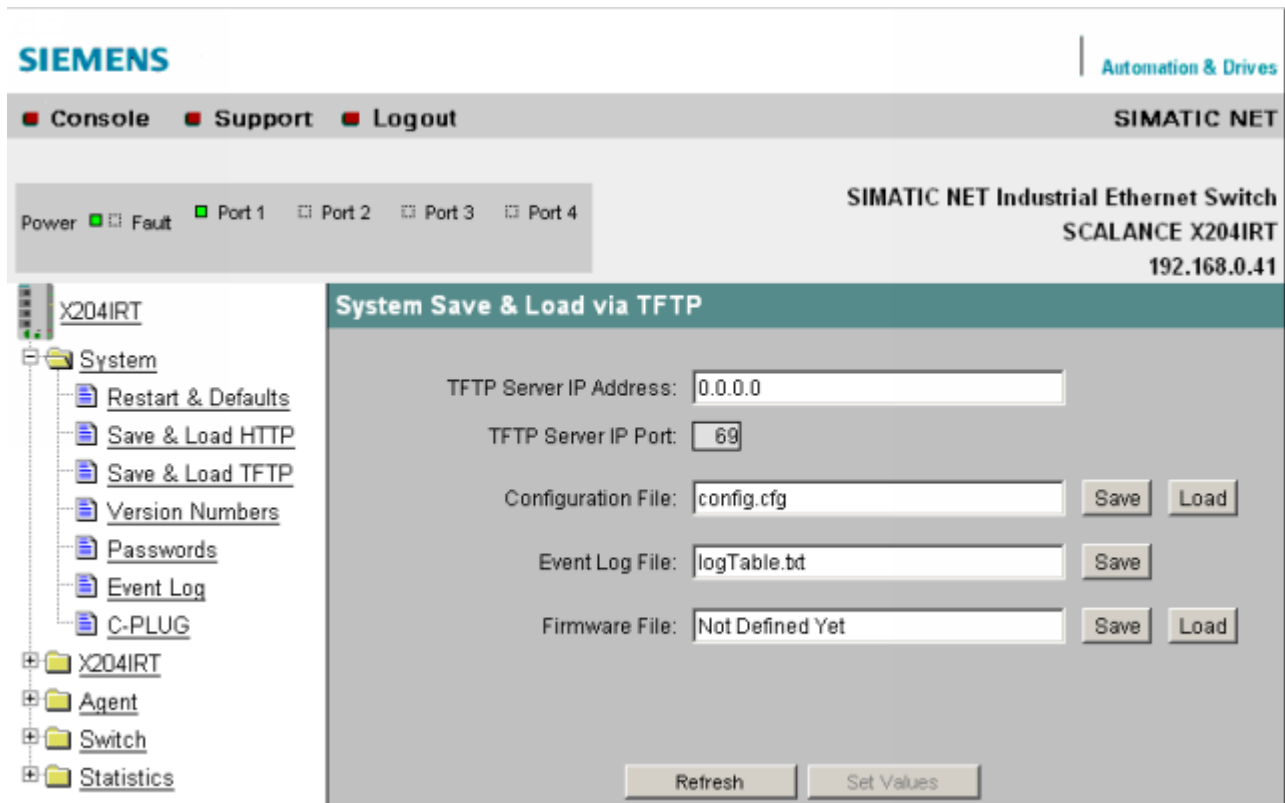 SIEMENS
Automation & Drives
Console Support Logout SIMATIC NET
Power Fault Port 1 Port 2 Port 3 Port 4
SIMATIC NET Industrial Ethernet Switch
SCALANCE X204IRT
192.168.0.41
X204IRT
System
Restart & Defaults
Save & Load HTTP
Save & Load TFTP
Version Numbers
Passwords
Event Log
C-PLUG
X204IRT
Agent
Switch
Statistics
System Save & Load via TFTP
TFTP Server IP Address: 0.0.0.0
TFTP Server IP Port: 69
Configuration File: config.cfg Save Load
Event Log File: logTable.txt Save
Firmware File: Not Defined Yet Save Load
Refresh Set Values